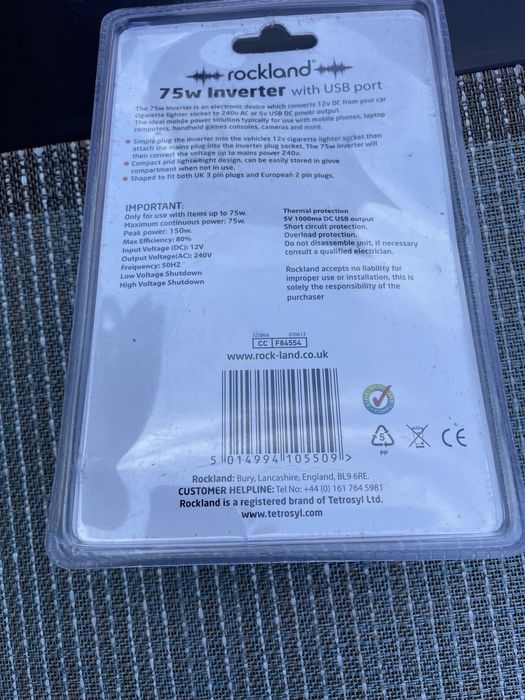 rockland
75w Inverter with USB port
The 75w Inverter is an electronic device which converts 12v DC from your car
cigarette lighter socket to 240v AC or 5v USB DC power output.
The ideal mobile power solution typically for use with mobile phones, laptop
computers, handheld games consoles, cameras and more.
Simply plug the inverter into the vehicles 12v cigarette lighter socket then
attach the mains plug into the inverter plug socket. The 75w inverter will
then convert the voltage up to mains power 240v.
Compact and lightweight design, can be easily stored in glove
compartment when not in use.
Shaped to fit both UK 3 pin plugs and European 2 pin plugs.
IMPORTANT:
Only for use with items up to 75w.
Maximum continuous power: 75w.
Peak power: 150w.
Max Efficiency: 80%
Input Voltage (DC): 12V
Output Voltage(AC): 240V
Frequency: 50HZ
Low Voltage Shutdown
High Voltage Shutdown
Thermal protection
5V 1000ma DC USB output
Short circuit protection.
Overload protection.
Do not disassemble unit, if necessary
consult a qualified electrician.
Rockland accepts no liability for
improper use or installation, this is
solely the responsibility of the
purchaser
323866 070613
CC F84554
www.rock-land.co.uk
5 014994 105509 >
5
PP
CE
Rockland: Bury, Lancashire, England, BL9 6RE.
CUSTOMER HELPLINE: Tel No: +44 (0) 161 764 5981
Rockland is a registered brand of Tetrosyl Ltd.
www.tetrosyl.com